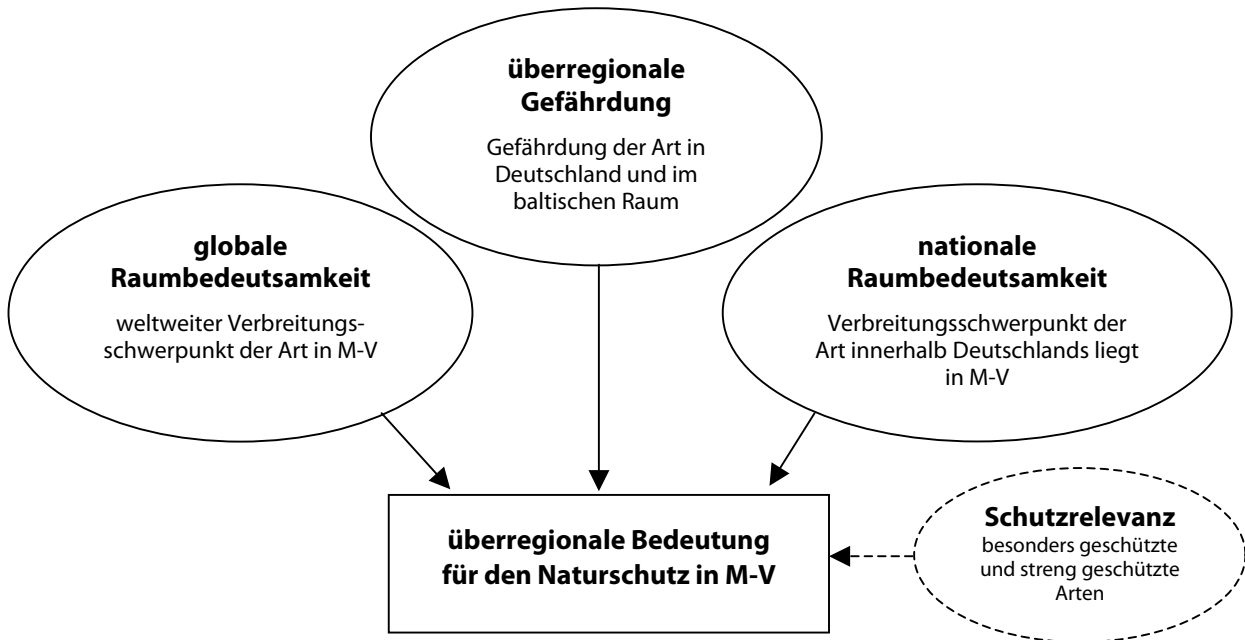 überregionale
Gefährdung
Gefährdung der Art in
Deutschland und im
baltischen Raum
globale
Raumbedeutsamkeit
weltweiter Verbreitungs-
schwerpunkt der Art in M-V
nationale
Raumbedeutsamkeit
Verbreitungsschwerpunkt der
Art innerhalb Deutschlands liegt
in M-V
überregionale Bedeutung
für den Naturschutz in M-V
Schutzrelevanz
besonders geschützte
und streng geschützte
Arten